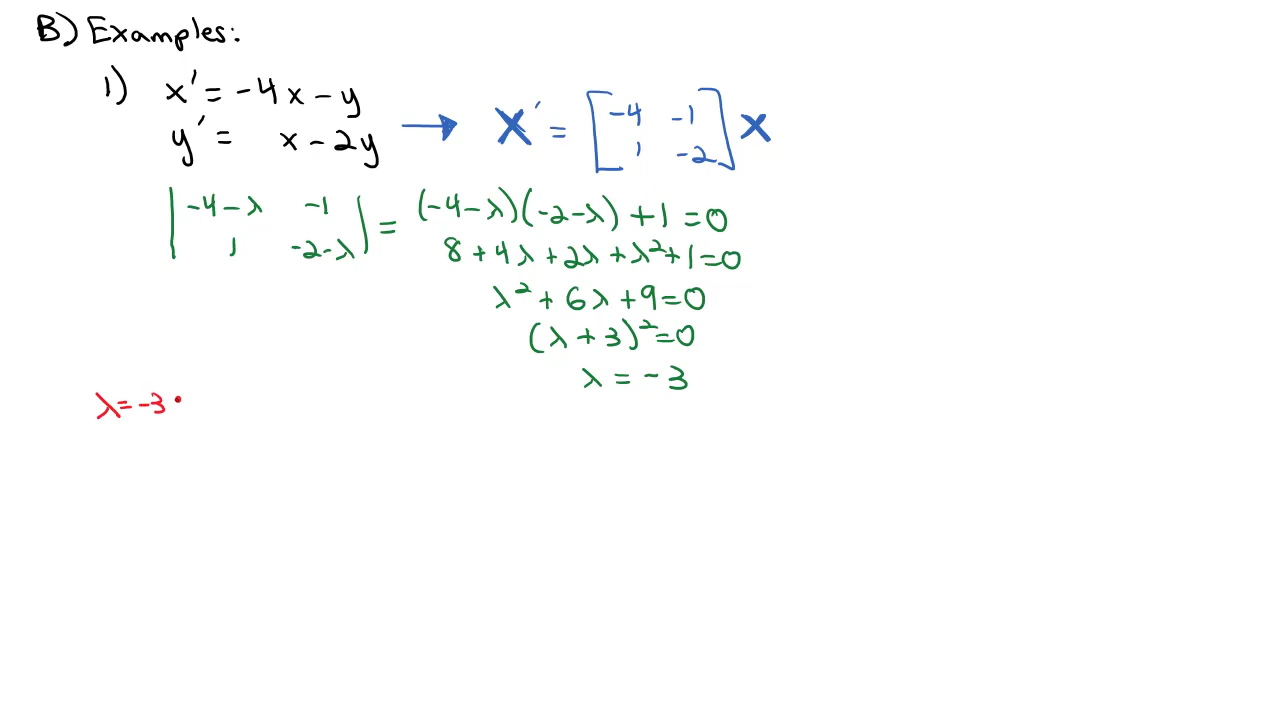 B) Examples:
1) x' = -4x - y
y' = x - 2y → X' = [-4 -1; 1 -2] X
|-4-λ -1; 1 -2-λ| = (-4-λ)(-2-λ) + 1 = 0
8 + 4λ + 2λ + λ² + 1 = 0
λ² + 6λ + 9 = 0
(λ + 3)² = 0
λ = -3
λ = -3